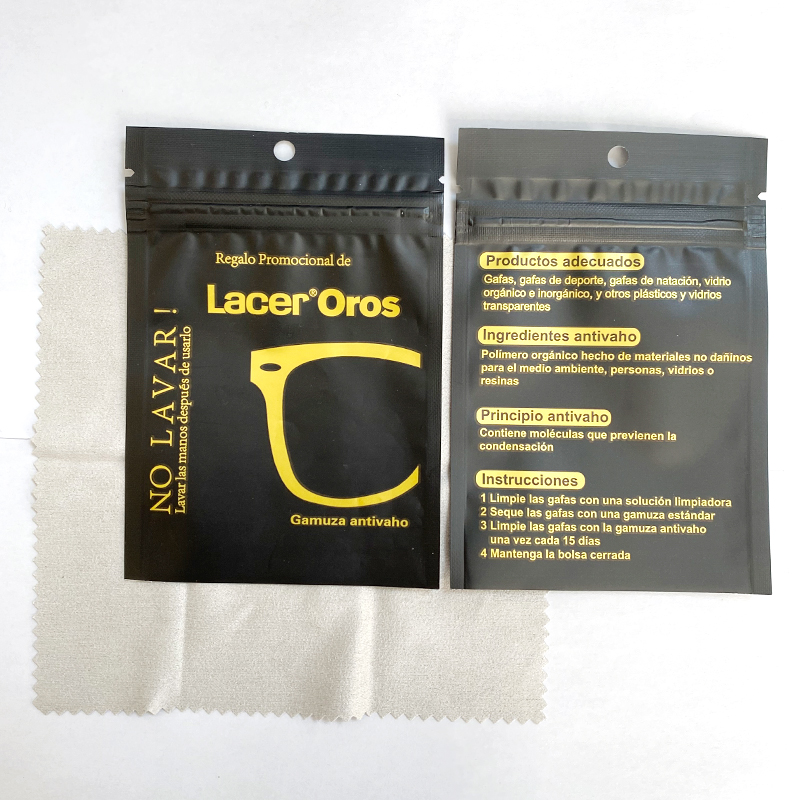 Regalo Promocional de
Lacer® Oros
NO LAVAR!
Lavar las manos después de usarlo
Gamuza antivaho
Productos adecuados
Gafas, gafas de deporte, gafas de natación, vidrio
orgánico e inorgánico, y otros plásticos y vidrios
transparentes
Ingredientes antivaho
Polímero orgánico hecho de materiales no dañinos
para el medio ambiente, personas, vidrios o
resinas
Principio antivaho
Contiene moléculas que previenen la
condensación
Instrucciones
1 Limpie las gafas con una solución limpiadora
2 Seque las gafas con una gamuza estándar
3 Limpie las gafas con la gamuza antivaho
una vez cada 15 días
4 Mantenga la bolsa cerrada